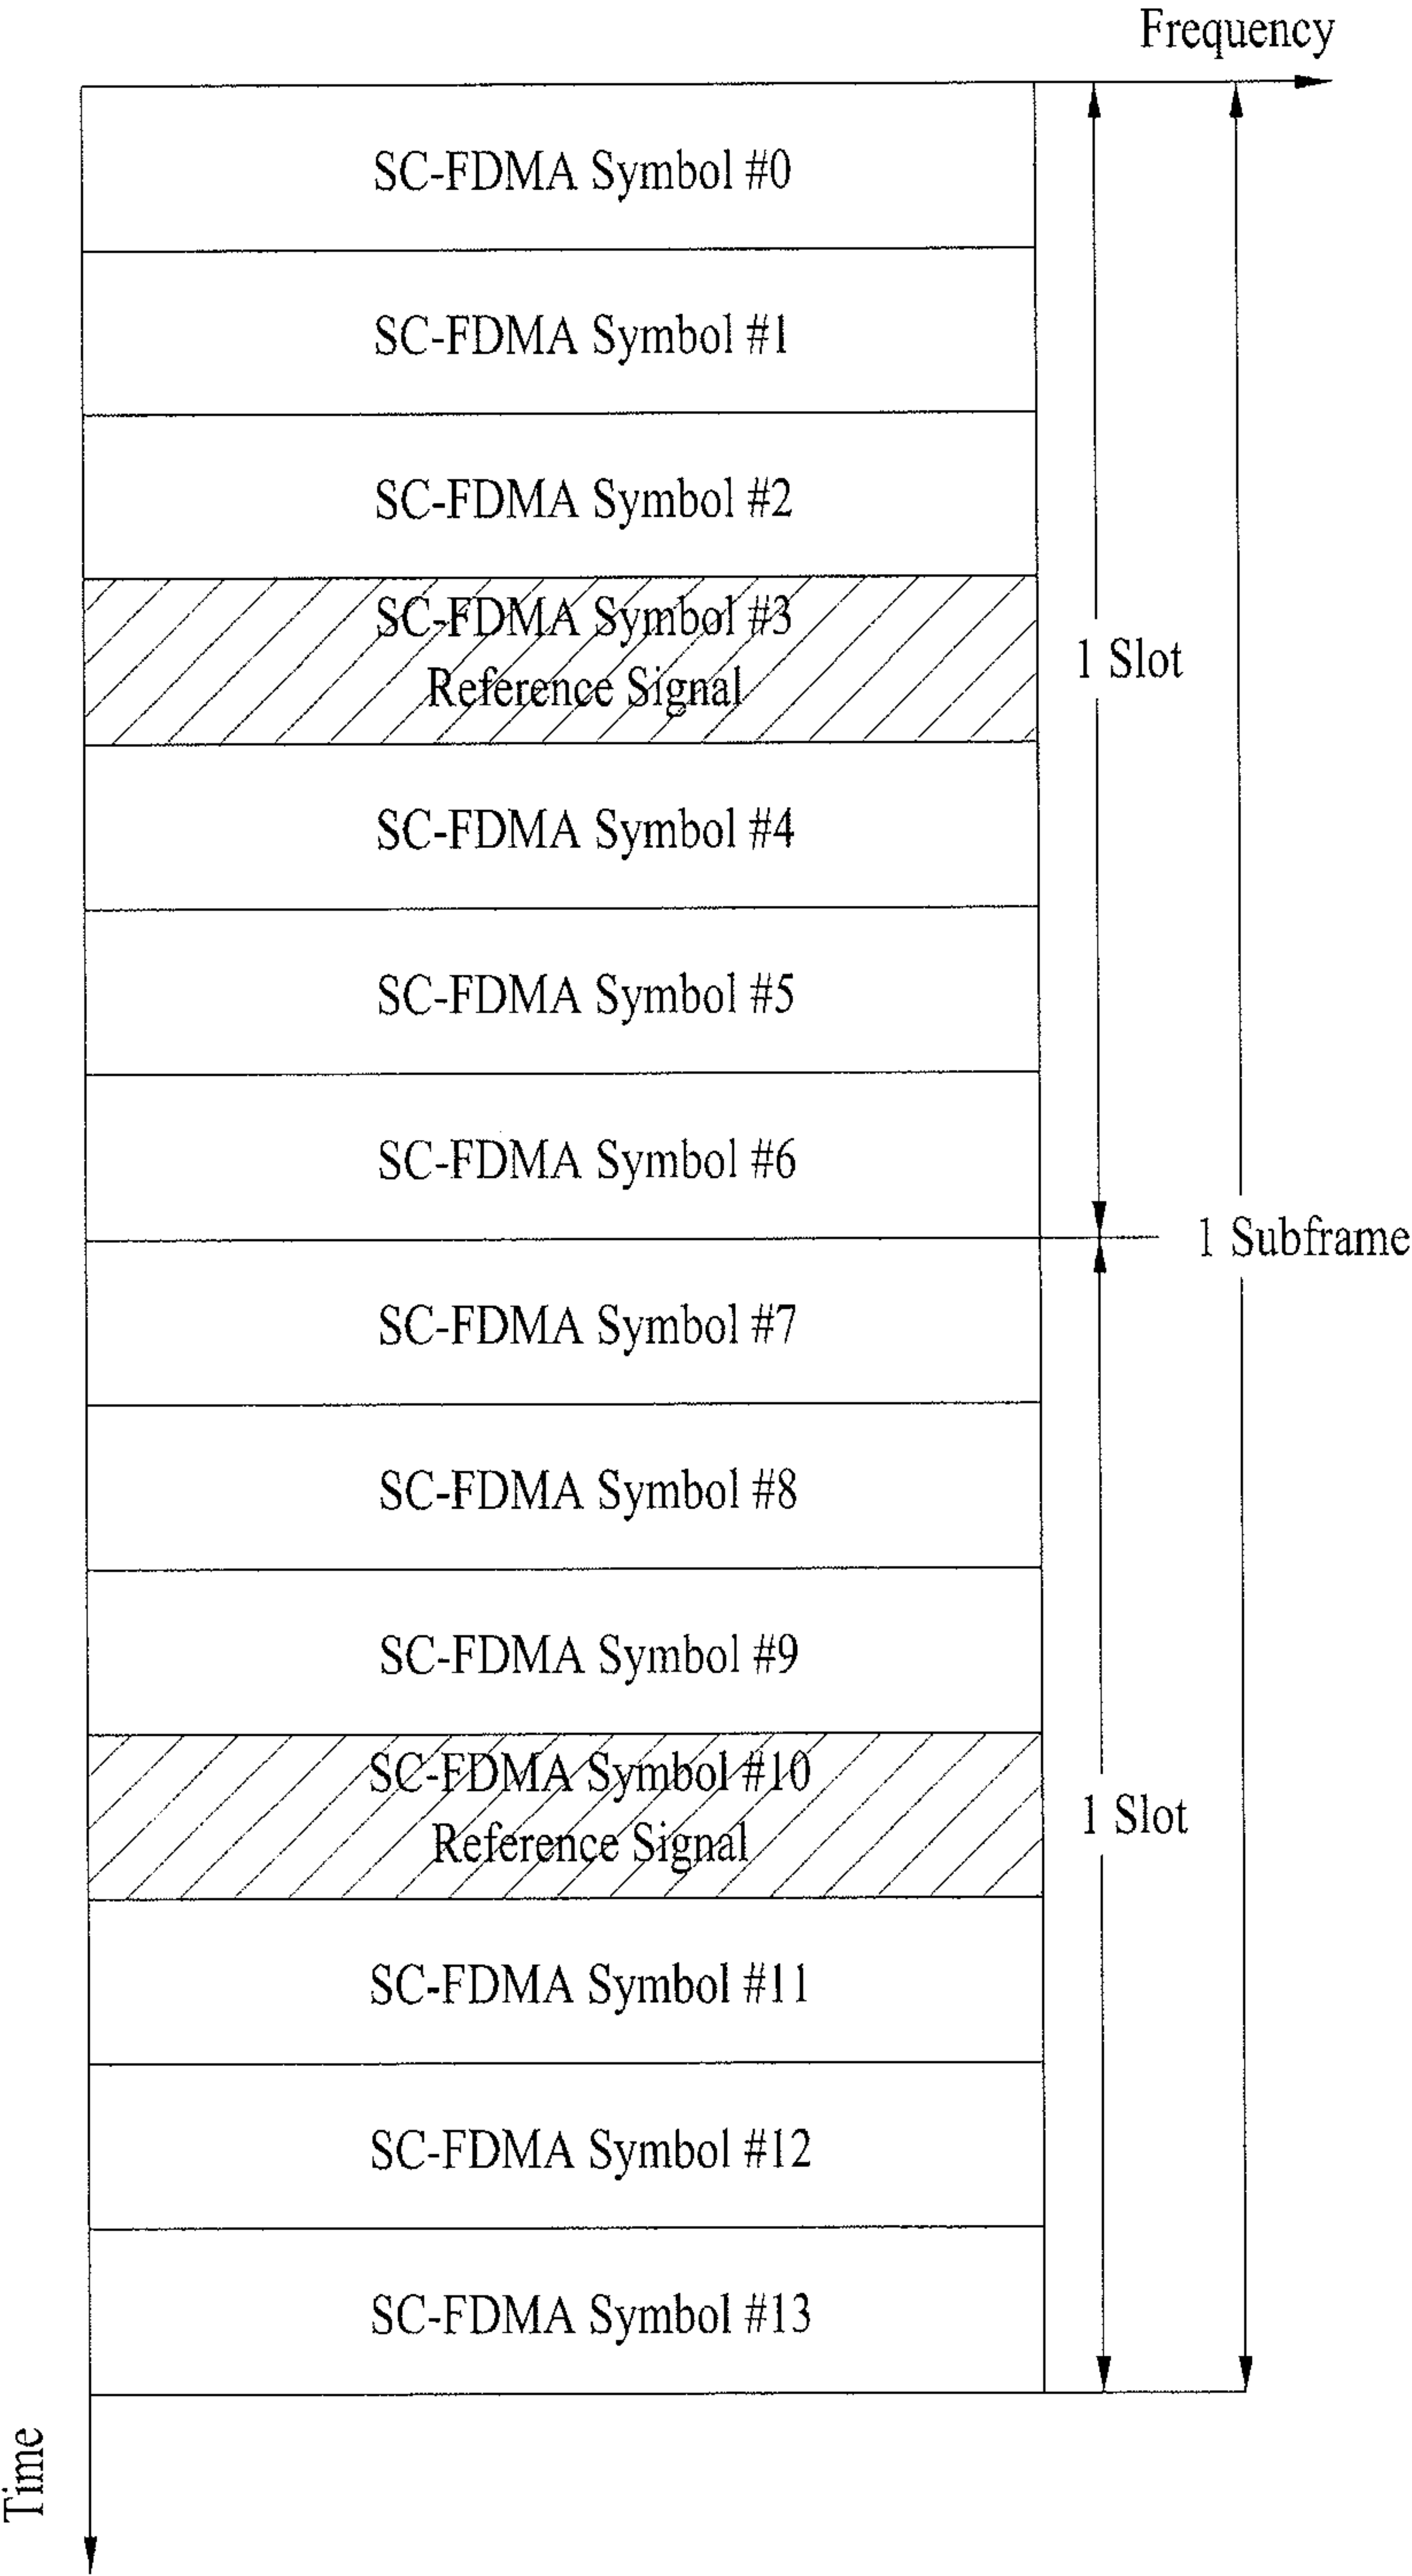 Frequency
SC-FDMA Symbol #0
SC-FDMA Symbol #1
SC-FDMA Symbol #2
SC-FDMA Symbol #3
Reference Signal
1 Slot
SC-FDMA Symbol #4
SC-FDMA Symbol #5
SC-FDMA Symbol #6
1 Subframe
SC-FDMA Symbol #7
SC-FDMA Symbol #8
SC-FDMA Symbol #9
SC-FDMA Symbol #10
Reference Signal
1 Slot
SC-FDMA Symbol #11
SC-FDMA Symbol #12
SC-FDMA Symbol #13
Time